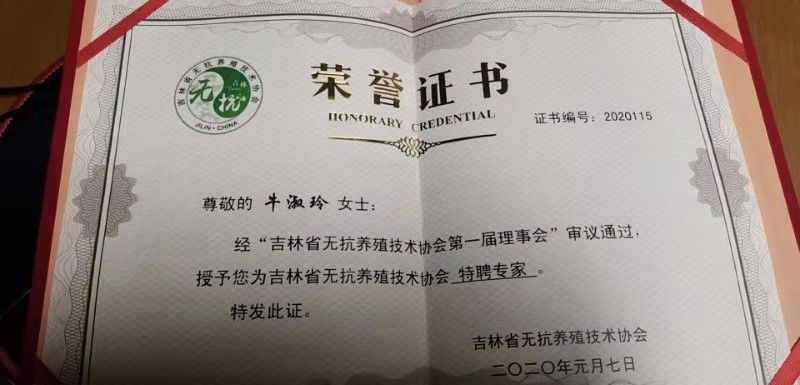 吉林省无抗养殖技术协会
吉林
无抗
JILIN·CHINA
荣誉证书
HONORARY CREDENTIAL
证书编号：2020115
尊敬的 牛淑玲 女士：
经“吉林省无抗养殖技术协会第一届理事会”审议通过，
授予您为吉林省无抗养殖技术协会 特聘专家 。
特发此证。
吉林省无抗养殖技术协会
二〇二〇年元月七日